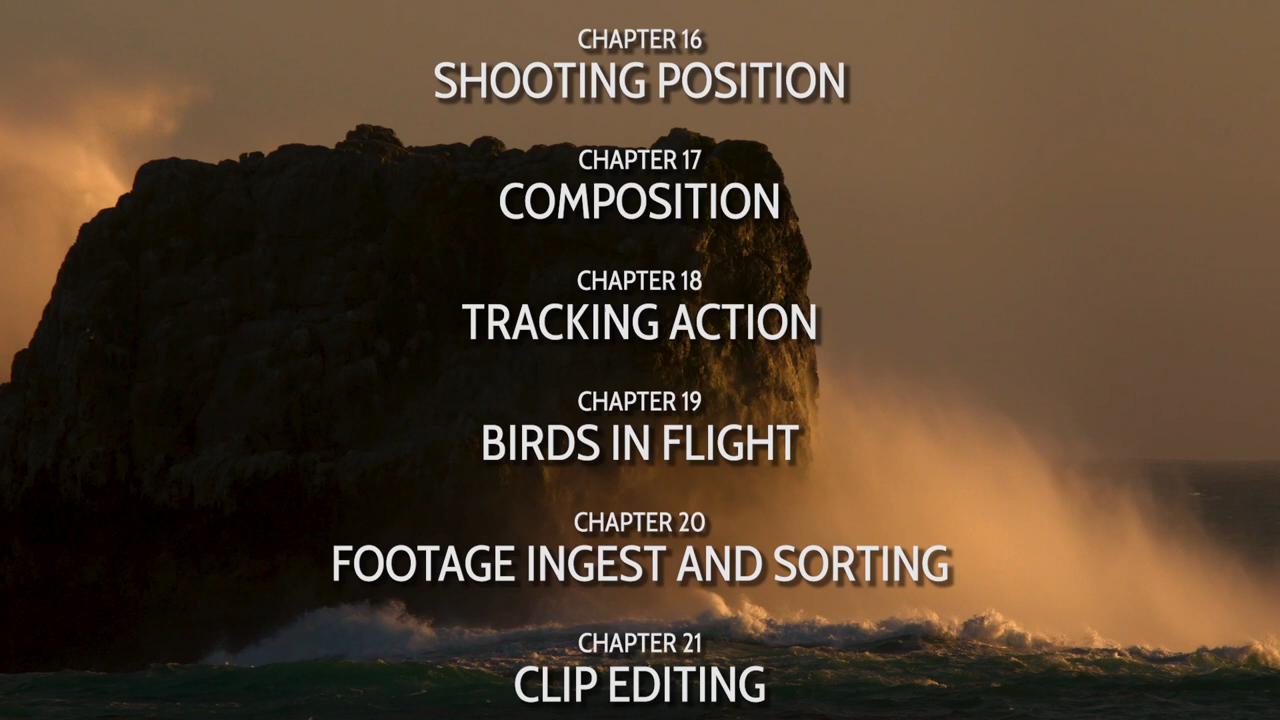 CHAPTER 16
SHOOTING POSITION
CHAPTER 17
COMPOSITION
CHAPTER 18
TRACKING ACTION
CHAPTER 19
BIRDS IN FLIGHT
CHAPTER 20
FOOTAGE INGEST AND SORTING
CHAPTER 21
CLIP EDITING